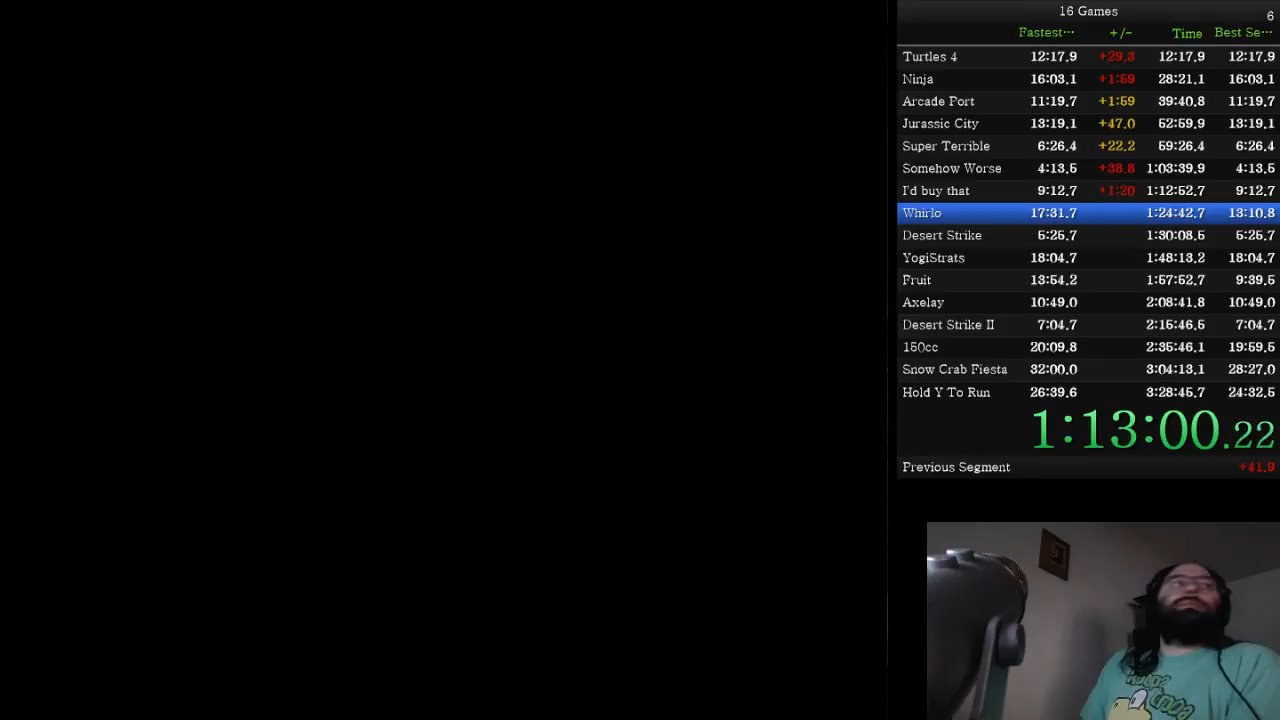 16 Games
6
Fastest… +/- Time Best Se…
Turtles 4 12:17.9 +29.3 12:17.9 12:17.9
Ninja 16:03.1 +1:59 28:21.1 16:03.1
Arcade Port 11:19.7 +1:59 39:40.8 11:19.7
Jurassic City 13:19.1 +47.0 52:59.9 13:19.1
Super Terrible 6:26.4 +22.2 59:26.4 6:26.4
Somehow Worse 4:13.5 +38.8 1:03:39.9 4:13.5
I'd buy that 9:12.7 +1:20 1:12:52.7 9:12.7
Whirlo 17:31.7 1:24:42.7 13:10.8
Desert Strike 5:25.7 1:30:08.5 5:25.7
YogiStrats 18:04.7 1:48:13.2 18:04.7
Fruit 13:54.2 1:57:52.7 9:39.5
Axelay 10:49.0 2:08:41.8 10:49.0
Desert Strike II 7:04.7 2:15:46.5 7:04.7
150cc 20:09.8 2:35:46.1 19:59.5
Snow Crab Fiesta 32:00.0 3:04:13.1 28:27.0
Hold Y To Run 26:39.6 3:28:45.7 24:32.5
1:13:00.22
Previous Segment +41.9